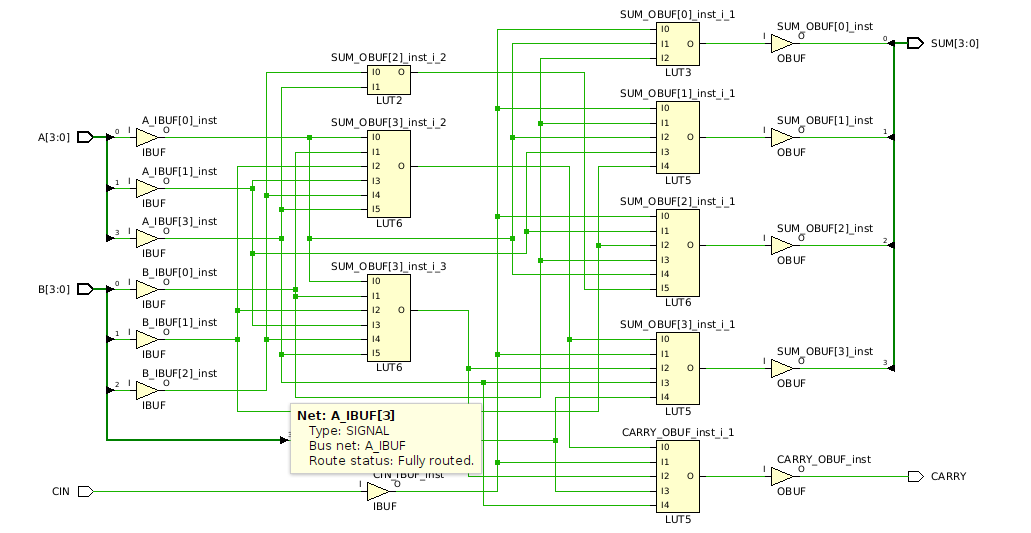 SUM_OBUF[0]_inst_i_1
I0
I1 O
I2
LUT3
SUM_OBUF[0]_inst
I O
OBUF
0
SUM[3:0]
SUM_OBUF[2]_inst_i_2
I0 O
I1
LUT2
SUM_OBUF[1]_inst_i_1
I0
I1
I2 O
I3
I4
LUT5
SUM_OBUF[1]_inst
I O
OBUF
1
A[3:0]
0
A_IBUF[0]_inst
I O
IBUF
1
A_IBUF[1]_inst
I O
IBUF
3
A_IBUF[3]_inst
I O
IBUF
SUM_OBUF[3]_inst_i_2
I0
I1
I2 O
I3
I4
I5
LUT6
SUM_OBUF[2]_inst_i_1
I0
I1
I2 O
I3
I4
I5
LUT6
SUM_OBUF[2]_inst
I O
OBUF
2
B[3:0]
0
B_IBUF[0]_inst
I O
IBUF
1
B_IBUF[1]_inst
I O
IBUF
2
B_IBUF[2]_inst
I O
IBUF
SUM_OBUF[3]_inst_i_3
I0
I1
I2 O
I3
I4
I5
LUT6
SUM_OBUF[3]_inst_i_1
I0
I1
I2 O
I3
I4
LUT5
SUM_OBUF[3]_inst
I O
OBUF
3
Net: A_IBUF[3]
Type: SIGNAL
Bus net: A_IBUF
Route status: Fully routed.
CIN
CIN_IBUF_inst
I O
IBUF
CARRY_OBUF_inst_i_1
I0
I1
I2 O
I3
I4
LUT5
CARRY_OBUF_inst
I O
OBUF
CARRY